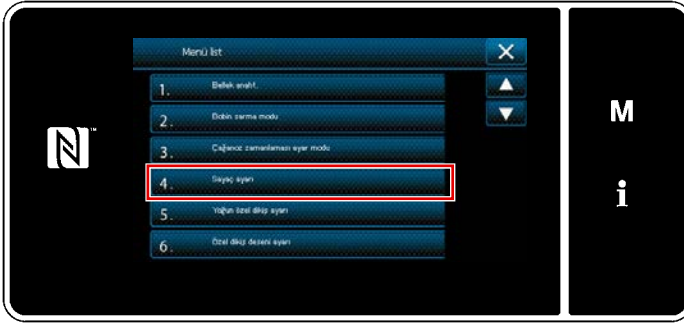 Menü list
1. Bellek anaht.
2. Bobin sarma modu
3. Çağanoz zamanlaması ayar modu
4. Sayaç ayarı
5. Yoğun özel dikiş ayarı
6. Özel dikiş deseni ayarı
M
i